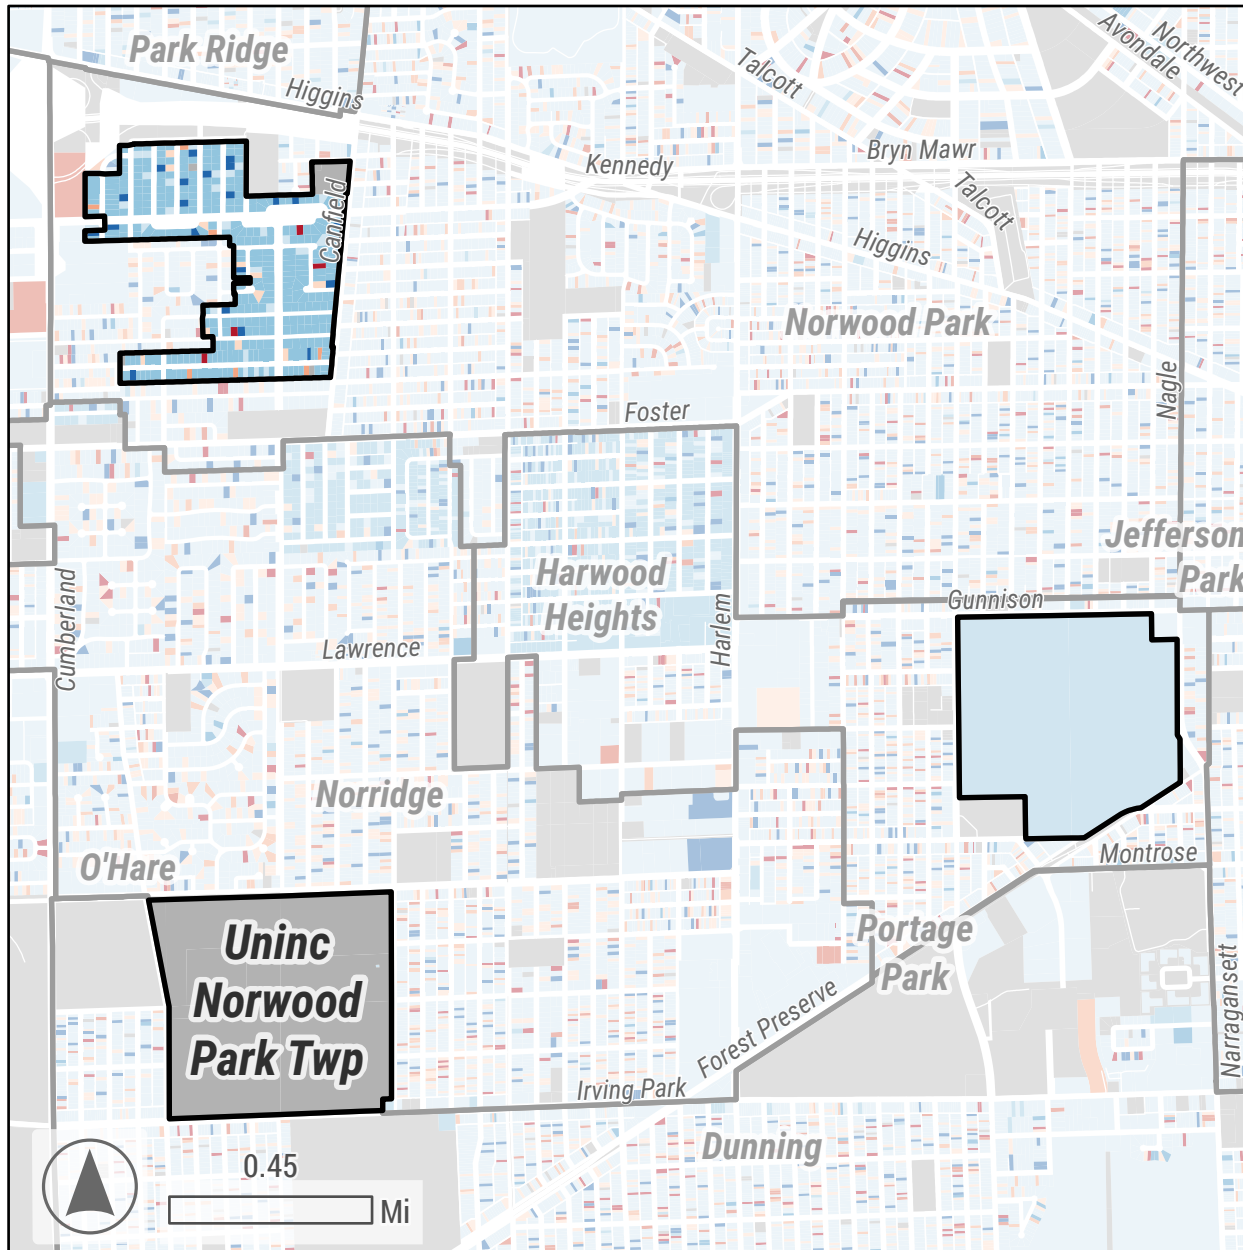 Park Ridge
Higgins
Talcott
Avondale
Northwest
Kennedy
Bryn Mawr
Talcott
Canfield
Higgins
Norwood Park
Nagle
Foster
Jefferson
Park
Harwood
Heights
Gunnison
Cumberland
Harlem
Lawrence
Norridge
Montrose
O'Hare
Uninc
Norwood
Park Twp
Portage
Park
Narragansett
Forest Preserve
Irving Park
Dunning
0.45
Mi